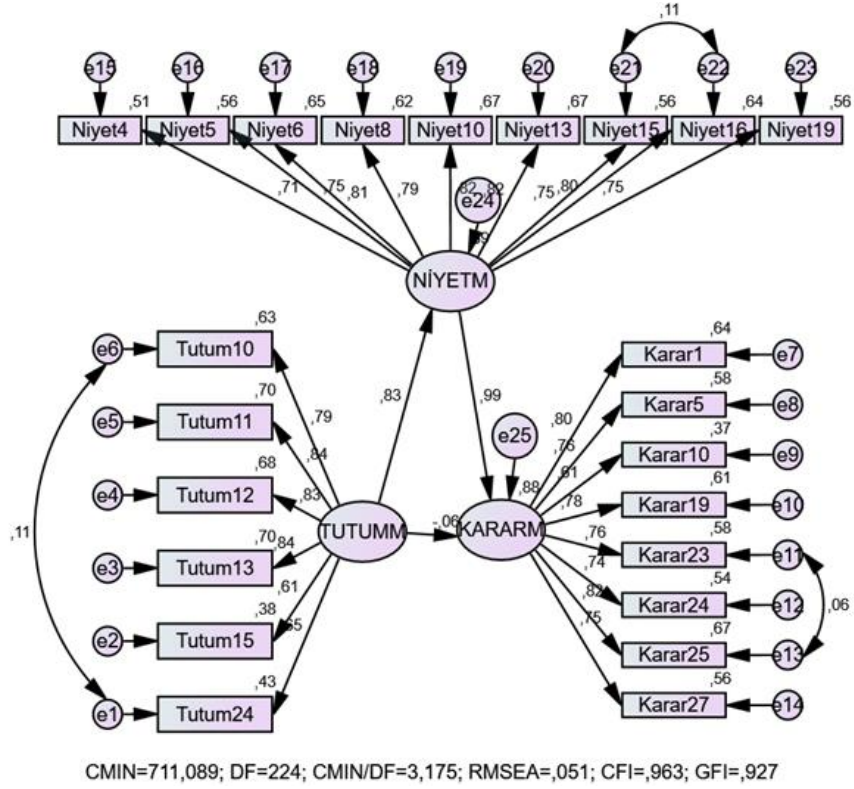 ,11
e15 e16 e17 e18 e19 e20 e21 e22 e23
,51 ,56 ,65 ,62 ,67 ,67 ,56 ,64 ,56
Niyet4 Niyet5 Niyet6 Niyet8 Niyet10 Niyet13 Niyet15 Niyet16 Niyet19
,71 ,75 ,81 ,79 ,82 ,82 ,75 ,80 ,75
e24
NİYETM
,63
e6 Tutum10
,70
e5 Tutum11
,68
e4 Tutum12
,70
e3 Tutum13
,38
e2 Tutum15
,43
e1 Tutum24
,11
,79
,84
,83
,84
,61
TUTUMM
,83
,99
-,06
e25
,88
KARARM
,80
,76
,61
,78
,76
,74
,82
,75
,64
Karar1 e7
,58
Karar5 e8
,37
Karar10 e9
,61
Karar19 e10
,58
Karar23 e11
,54
Karar24 e12
,67
Karar25 e13
,56
Karar27 e14
,06
CMIN=711,089; DF=224; CMIN/DF=3,175; RMSEA=,051; CFI=,963; GFI=,927